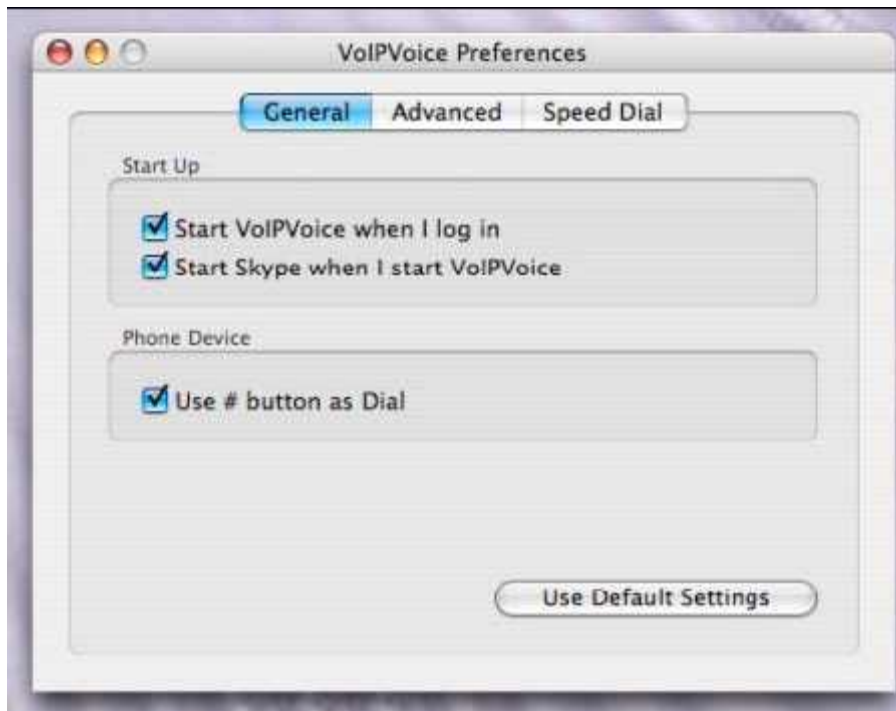 VoIPVoice Preferences
General Advanced Speed Dial
Start Up
Start VoIPVoice when I log in
Start Skype when I start VoIPVoice
Phone Device
Use # button as Dial
Use Default Settings